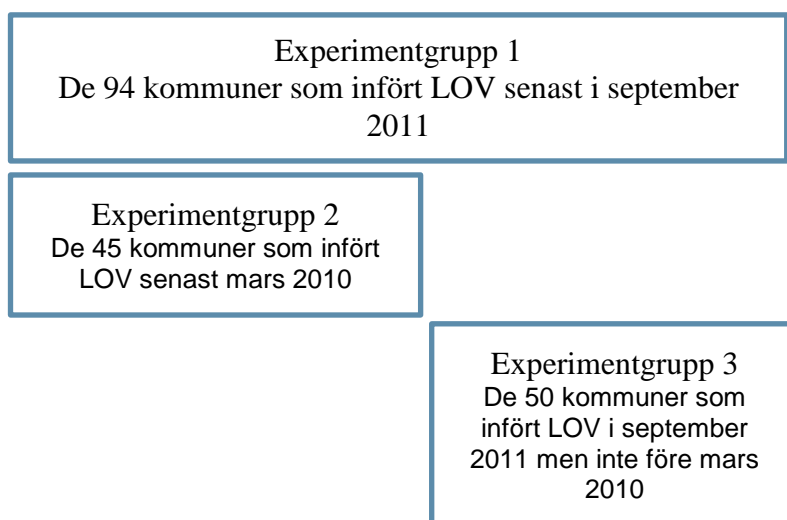 Experimentgrupp 1
De 94 kommuner som infört LOV senast i september
2011
Experimentgrupp 2
De 45 kommuner som infört
LOV senast mars 2010
Experimentgrupp 3
De 50 kommuner som
infört LOV i september
2011 men inte före mars
2010